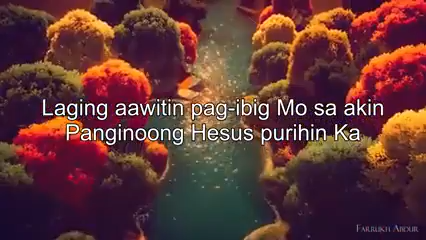 Laging aawitin pag-ibig Mo sa akin
Panginoong Hesus purihin Ka
Farrukh Abdur